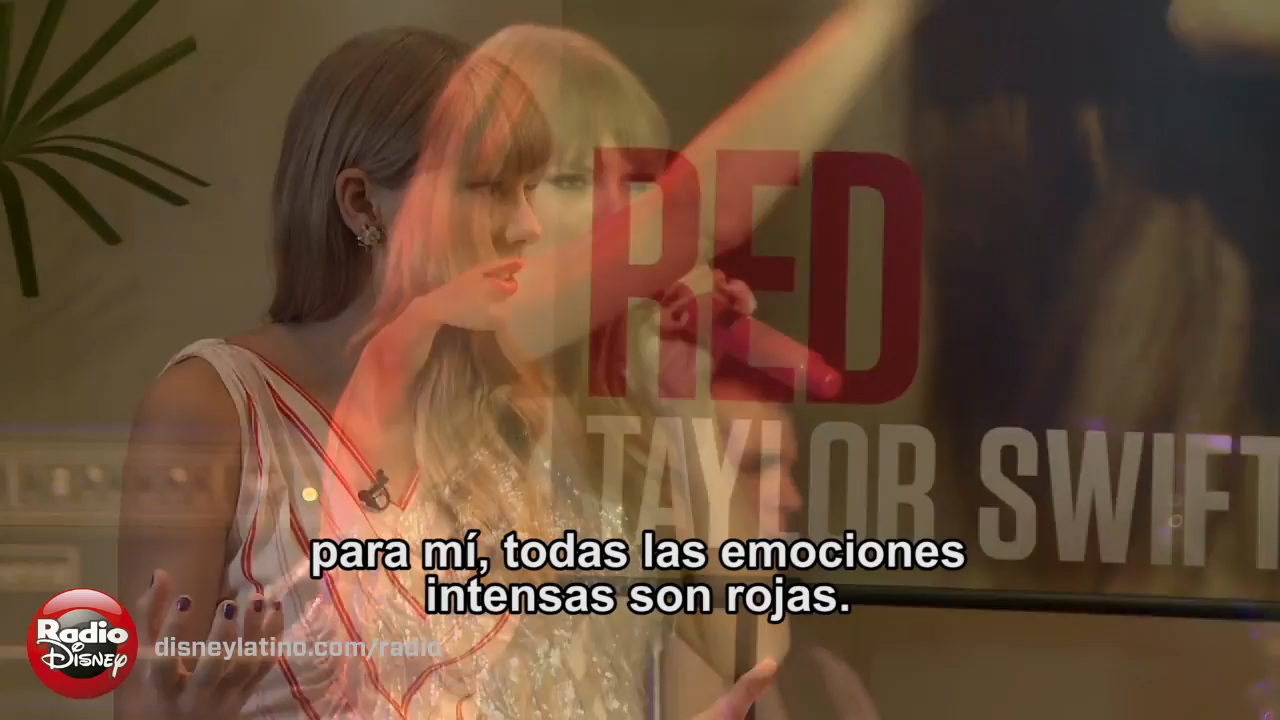 RED
TAYLOR SWIFT
para mí, todas las emociones
intensas son rojas.
Radio
Disney
disneylatino.com/radio